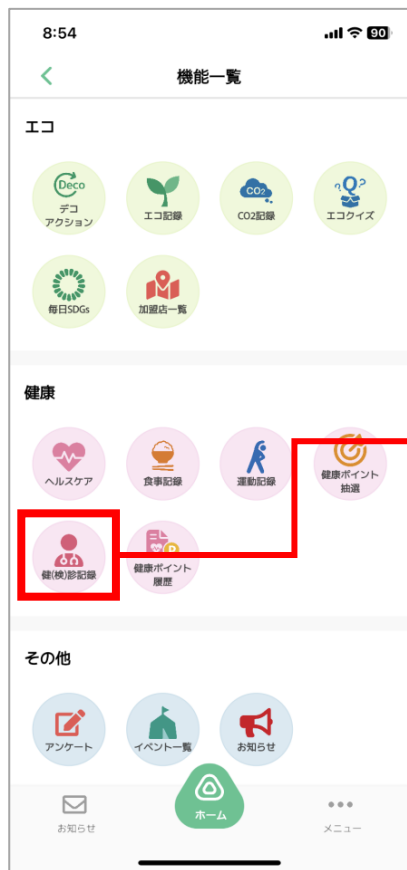 8:54
90
機能一覧
エコ
Deco
CO₂
?Q?
デコ
アクション
エコ記録
CO2記録
エコクイズ
毎日SDGs
加盟店一覧
健康
ヘルスケア
食事記録
運動記録
健康ポイント
抽選
健(検)診記録
健康ポイント
履歴
その他
アンケート
イベント一覧
お知らせ
お知らせ
ホーム
メニュー